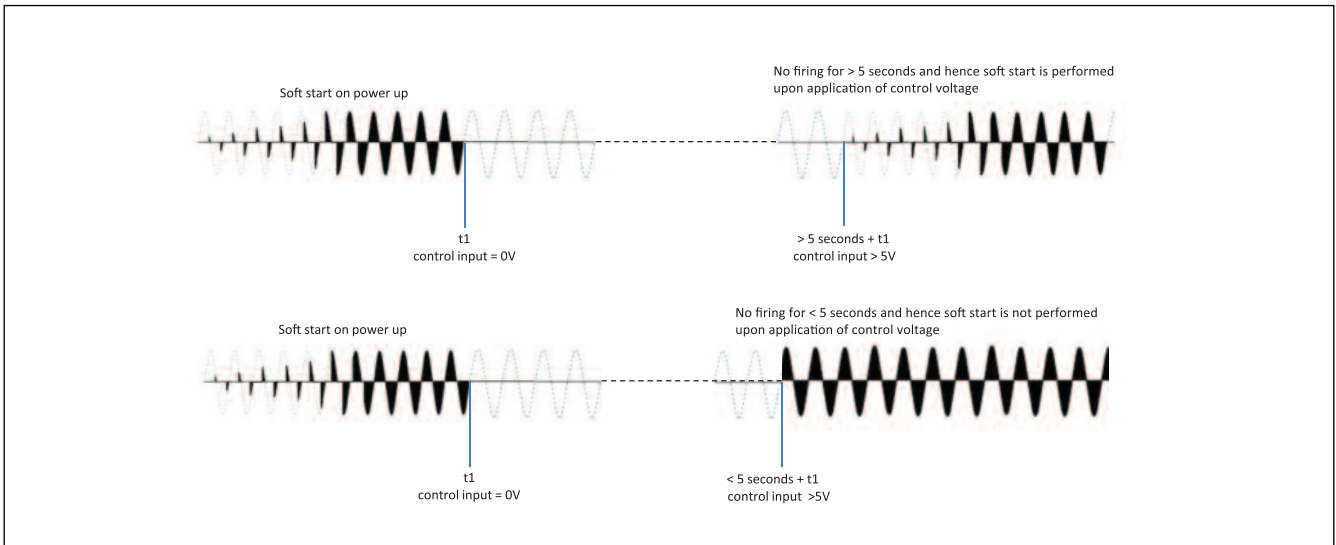 No firing for > 5 seconds and hence soft start is performed
upon application of control voltage
Soft start on power up
t1
control input = 0V
> 5 seconds + t1
control input > 5V
No firing for < 5 seconds and hence soft start is not performed
upon application of control voltage
Soft start on power up
t1
control input = 0V
< 5 seconds + t1
control input >5V